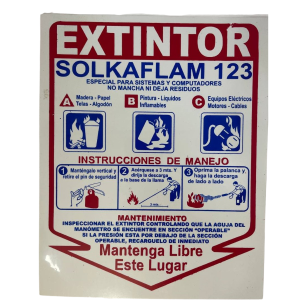 EXTINTOR
SOLKAFLAM 123
ESPECIAL PARA SISTEMAS Y COMPUTADORES
NO MANCHA NI DEJA RESIDUOS
A Madera - Papel
Telas - Algodón
B Pintura - Líquidos
Inflamables
C Equipos Eléctricos
Motores - Cables
INSTRUCCIONES DE MANEJO
1 Manténgalo vertical y
retire el pin de seguridad
2 Acérquese a 3 mts. Y
dirija la descarga
a la base de la llama
3 Oprima la palanca y
haga la descarga
de lado a lado
MANTENIMIENTO
INSPECCIONAR EL EXTINTOR CONTROLANDO QUE LA AGUJA DEL
MANÓMETRO SE ENCUENTRE EN SECCIÓN "OPERABLE"
SI LA PRESIÓN ESTA POR DEBAJO DE LA SECCIÓN
OPERABLE, RECARGUELO DE INMEDIATO
Mantenga Libre
Este Lugar